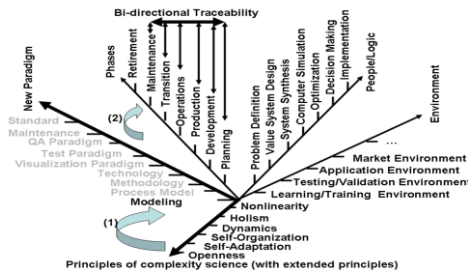 Bi-directional Traceability
Phases
Retirement
Maintenance
Transition
Operations
Production
Development
Planning
Problem Definition
Value System Design
System Synthesis
Computer Simulation
Optimization
Decision Making
Implementation
People/Logic
Environment
...
Market Environment
Application Environment
Testing/Validation Environment
Learning/Training Environment
New Paradigm
Standard
Maintenance
QA Paradigm
Test Paradigm
Visualization Paradigm
Technology
Methodology
Process Model
Modeling
(2)
(1)
Nonlinearity
Holism
Dynamics
Self-Organization
Self-Adaptation
Openness
Principles of complexity science (with extended principles)